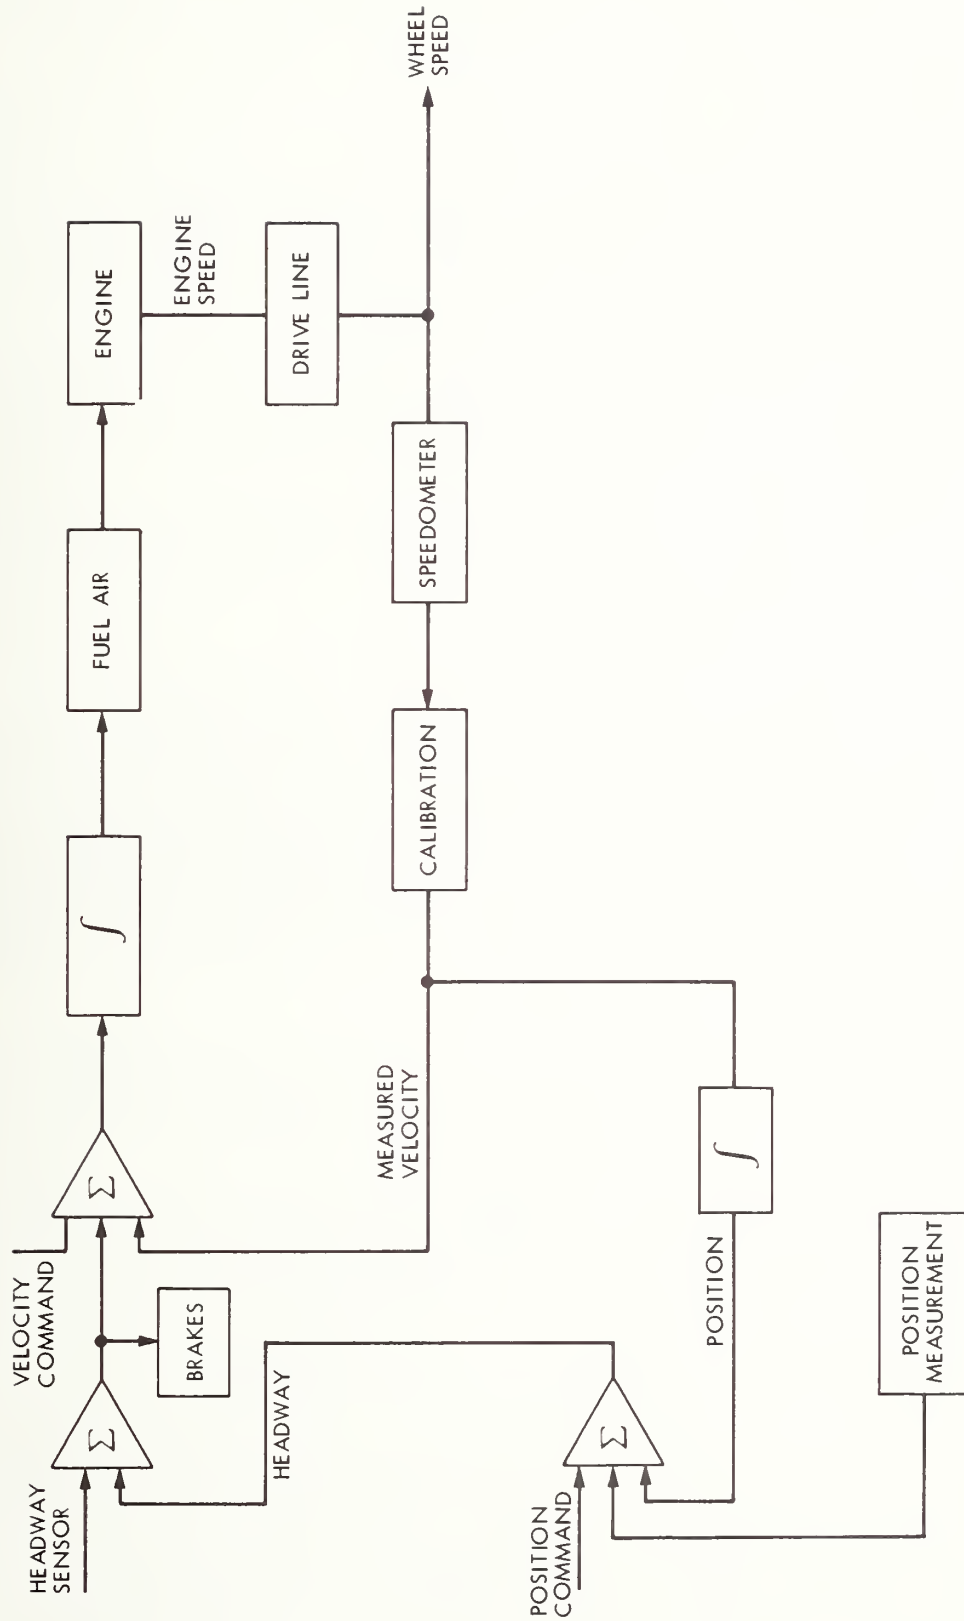 HEADWAY
SENSOR
Σ
VELOCITY
COMMAND
BRAKES
Σ
∫
FUEL AIR
ENGINE
ENGINE
SPEED
DRIVE LINE
WHEEL
SPEED
SPEEDOMETER
CALIBRATION
MEASURED
VELOCITY
HEADWAY
POSITION
COMMAND
Σ
POSITION
∫
POSITION
MEASUREMENT